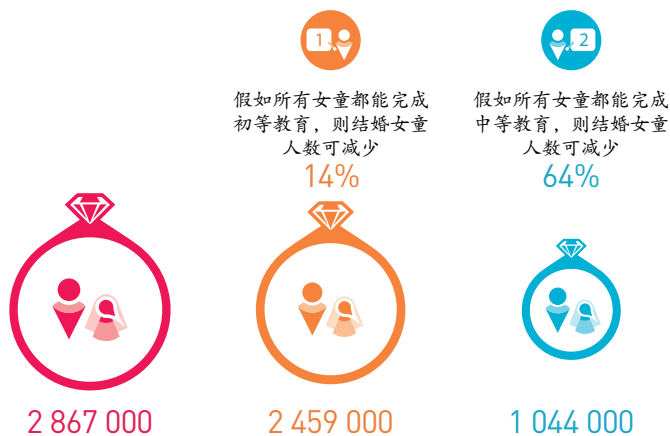 1
假如所有女童都能完成
初等教育，则结婚女童
人数可减少
14%
2
假如所有女童都能完成
中等教育，则结婚女童
人数可减少
64%
2 867 000
2 459 000
1 044 000